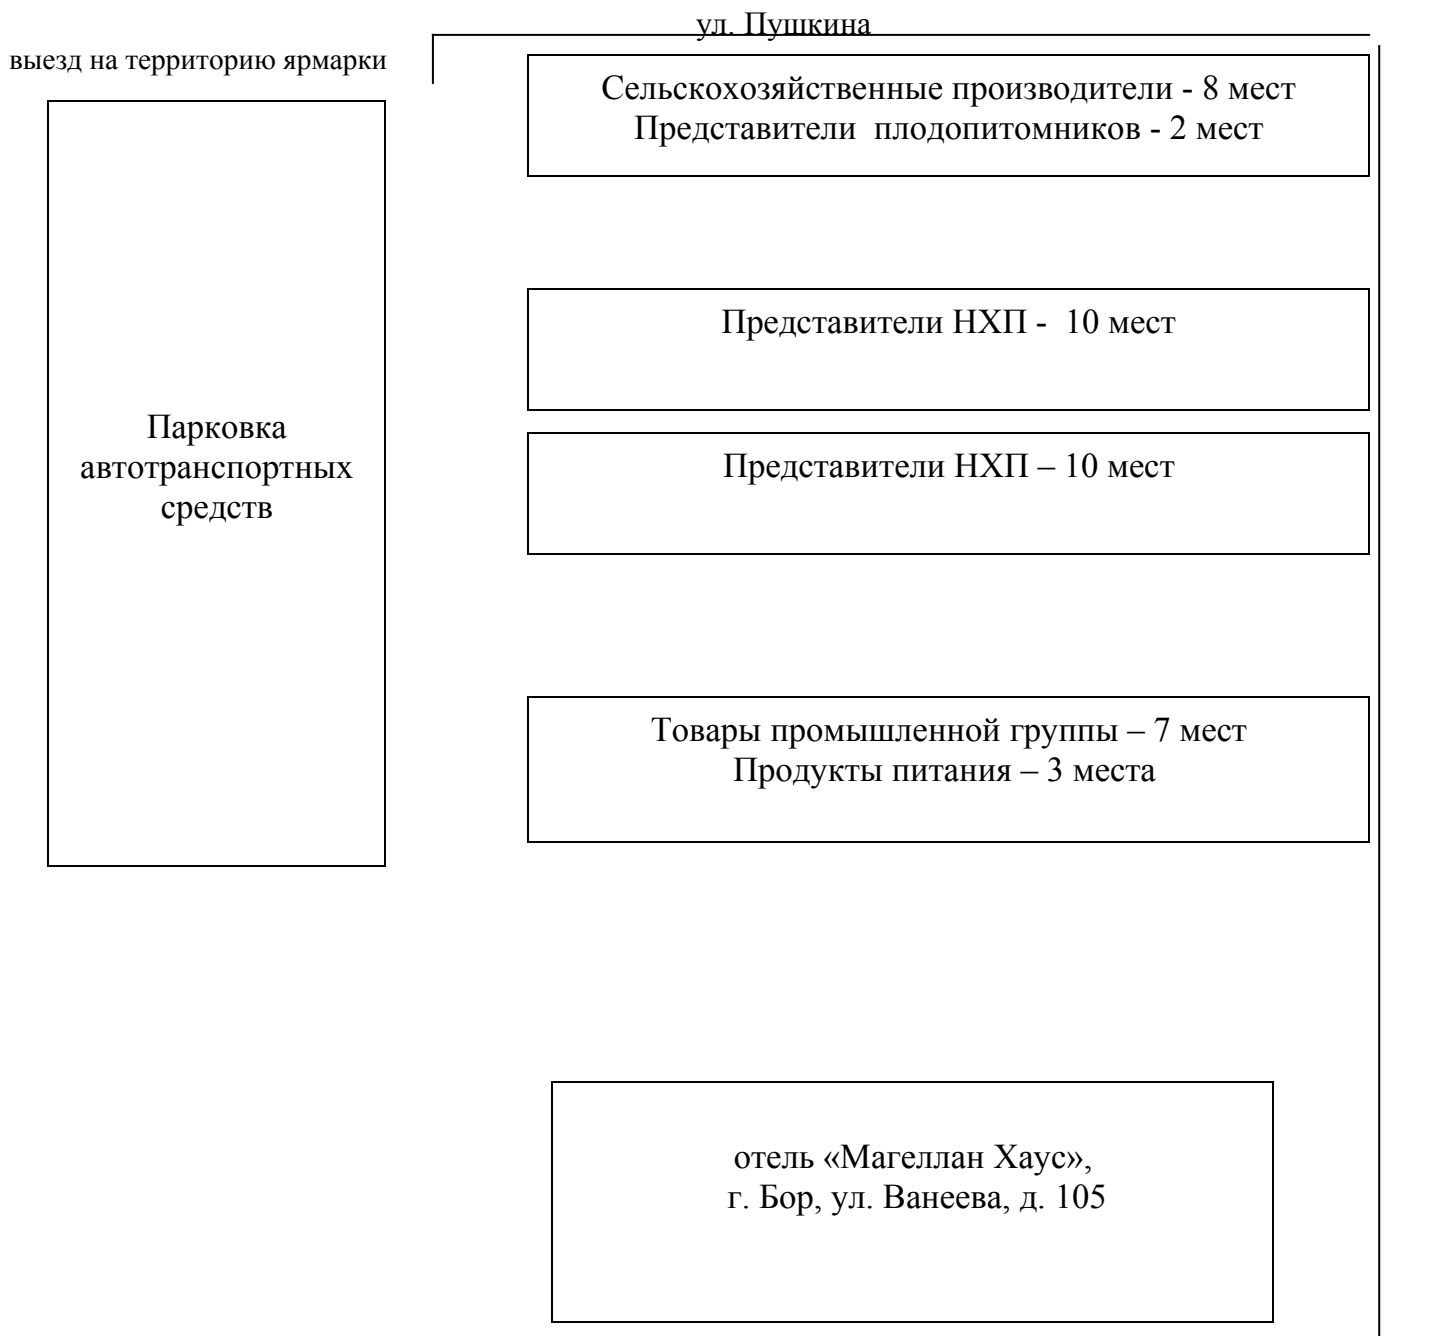 ул. Пушкина
выезд на территорию ярмарки
Сельскохозяйственные производители - 8 мест
Представители плодопитомников - 2 мест
Представители НХП - 10 мест
Парковка
автотранспортных
средств
Представители НХП – 10 мест
Товары промышленной группы – 7 мест
Продукты питания – 3 места
отель «Магеллан Хаус»,
г. Бор, ул. Ванеева, д. 105